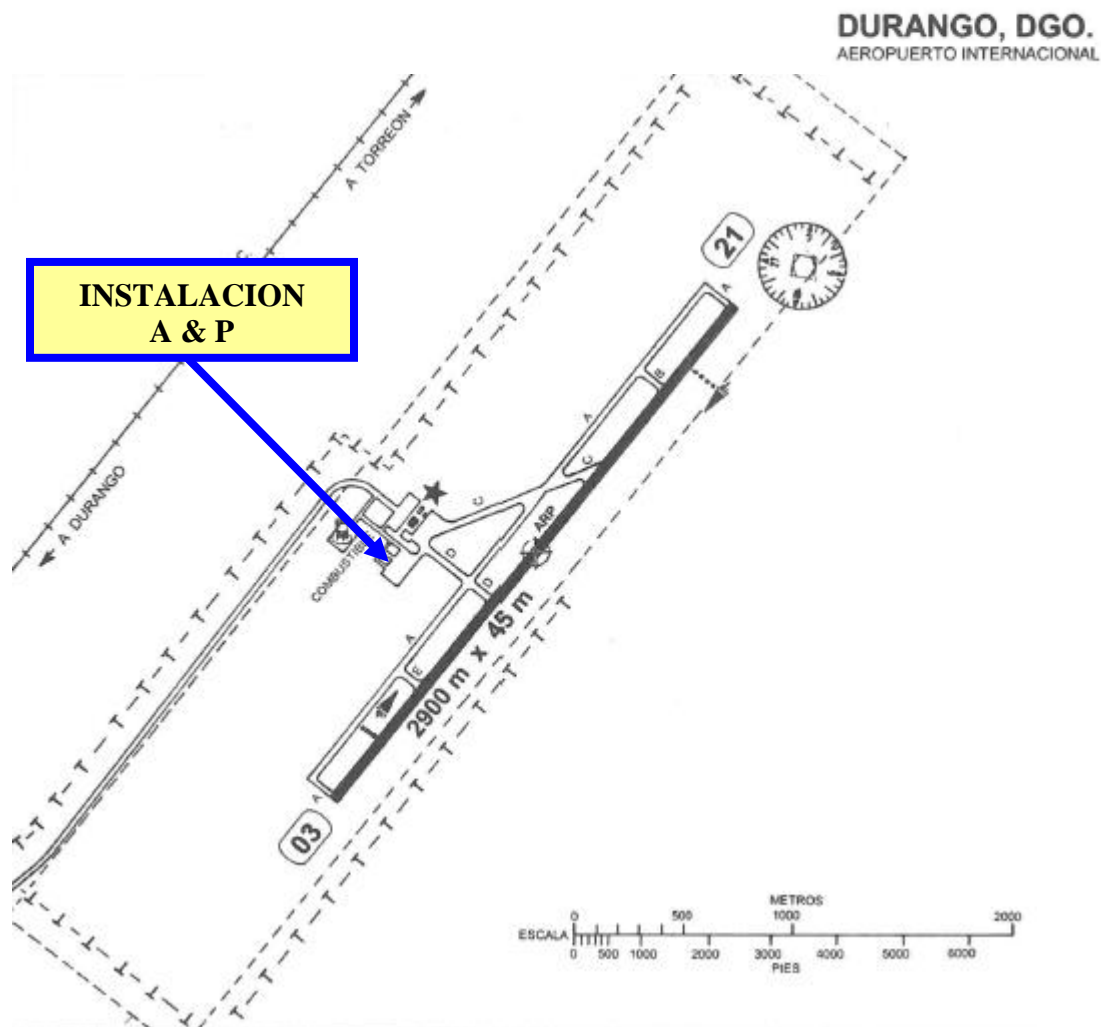 DURANGO, DGO.
AEROPUERTO INTERNACIONAL
A TORREON
C.
INSTALACION
A & P
21
A
B
A
C
A DURANGO
C
ARP
COMBUSTIBLE
D
D
A
B
2900 m x 45 m
A
03
METROS
0 500 1000 2000
ESCALA
0 500 1000 2000 3000 4000 5000 6000
PIES